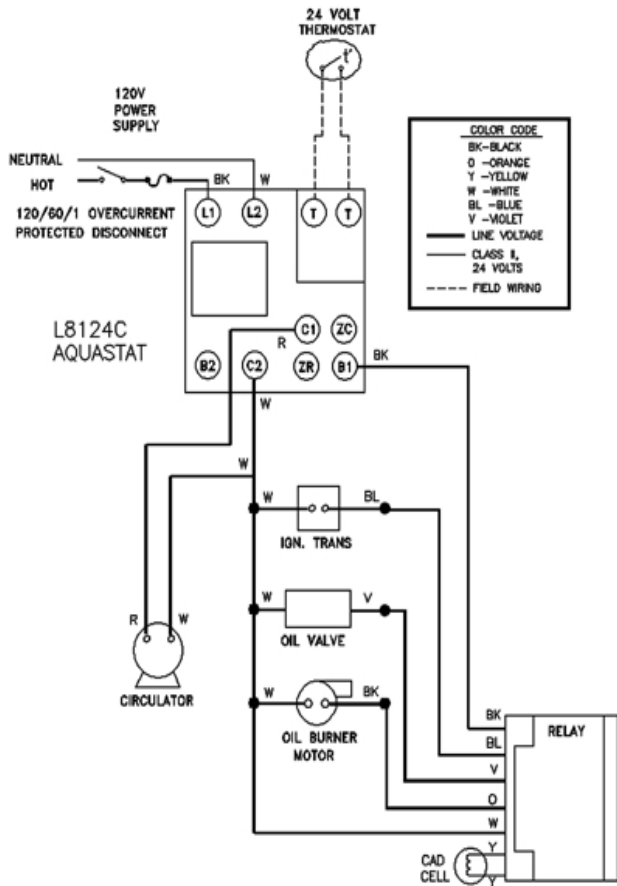 24 VOLT
THERMOSTAT
t'
120V
POWER
SUPPLY
NEUTRAL
HOT
BK
W
120/60/1 OVERCURRENT
PROTECTED DISCONNECT
L1
L2
T
T
COLOR CODE
BK-BLACK
O -ORANGE
Y -YELLOW
W -WHITE
BL -BLUE
V -VIOLET
LINE VOLTAGE
CLASS II,
24 VOLTS
FIELD WIRING
L8124C
AQUASTAT
C1
ZC
R
B2
C2
ZR
B1
BK
W
W
W
BL
IGN. TRANS
W
V
OIL VALVE
R
W
CIRCULATOR
W
BK
OIL BURNER
MOTOR
BK
RELAY
BL
V
O
W
Y
CAD
CELL
Y